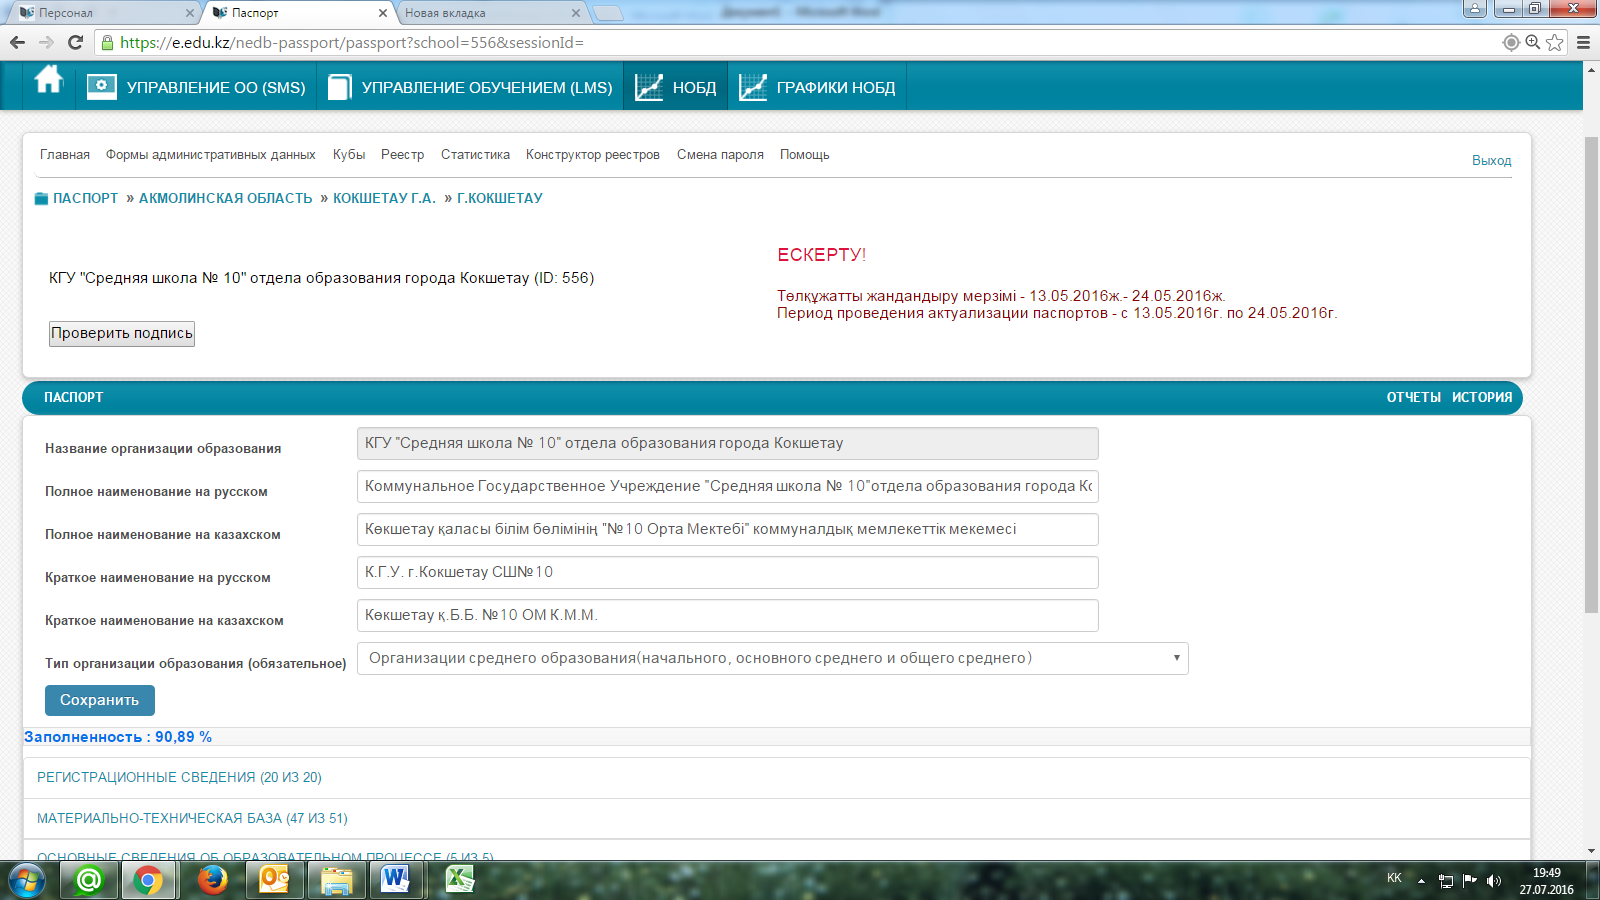 Персонал
Паспорт
Новая вкладка
https://e.edu.kz/nedb-passport/passport?school=556&sessionId=
УПРАВЛЕНИЕ ОО (SMS)
УПРАВЛЕНИЕ ОБУЧЕНИЕМ (LMS)
НОБД
ГРАФИКИ НОБД
Главная Формы административных данных Кубы Реестр Статистика Конструктор реестров Смена пароля Помощь
Выход
ПАСПОРТ » АКМОЛИНСКАЯ ОБЛАСТЬ » КОКШЕТАУ Г.А. » Г.КОКШЕТАУ
ЕСКЕРТУ!
КГУ "Средняя школа № 10" отдела образования города Кокшетау (ID: 556)
Төлқұжатты жандандыру мерзімі - 13.05.2016ж.- 24.05.2016ж.
Период проведения актуализации паспортов - с 13.05.2016г. по 24.05.2016г.
Проверить подпись
ПАСПОРТ
ОТЧЕТЫ ИСТОРИЯ
Название организации образования
КГУ "Средняя школа № 10" отдела образования города Кокшетау
Полное наименование на русском
Коммунальное Государственное Учреждение "Средняя школа № 10"отдела образования города Кс
Полное наименование на казахском
Көкшетау қаласы білім бөлімінің "№10 Орта Мектебі" коммуналдық мемлекеттік мекемесі
Краткое наименование на русском
К.Г.У. г.Кокшетау СШ№10
Краткое наименование на казахском
Көкшетау қ.Б.Б. №10 ОМ К.М.М.
Тип организации образования (обязательное)
Организации среднего образования(начального, основного среднего и общего среднего)
Сохранить
Заполненность : 90,89 %
РЕГИСТРАЦИОННЫЕ СВЕДЕНИЯ (20 ИЗ 20)
МАТЕРИАЛЬНО-ТЕХНИЧЕСКАЯ БАЗА (47 ИЗ 51)
ОСНОВНЫЕ СВЕДЕНИЯ ОБ ОБРАЗОВАТЕЛЬНОМ ПРОЦЕССЕ (5 ИЗ 5)
KK
19:49
27.07.2016